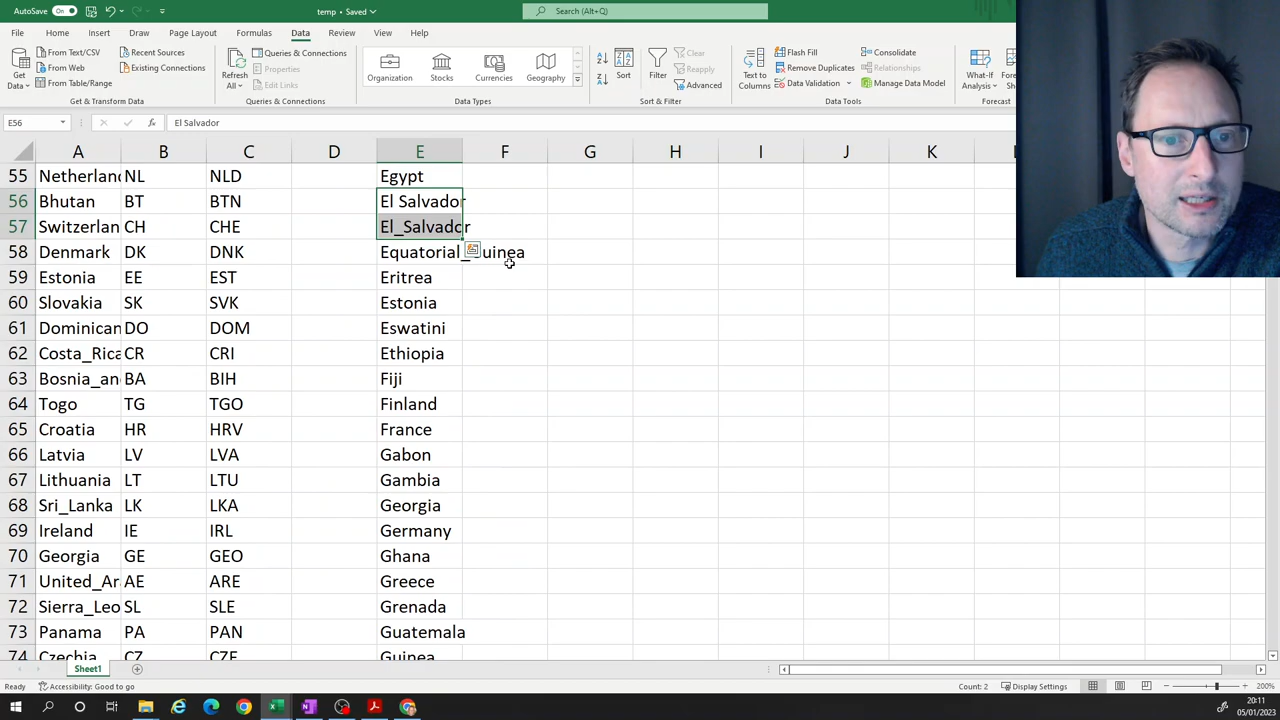 AutoSave On temp • Saved Search (Alt+Q)
File Home Insert Draw Page Layout Formulas Data Review View Help
Get Data From Text/CSV From Web From Table/Range Recent Sources Existing Connections
Refresh All Queries & Connections Properties Edit Links
Organization Stocks Currencies Geography
Sort Filter Clear Reapply Advanced
Text to Columns Flash Fill Remove Duplicates Data Validation Consolidate Relationships Manage Data Model
What-If Analysis
Get & Transform Data Queries & Connections Data Types Sort & Filter Data Tools Forecast
E56 fx El Salvador
A B C D E F G H I J K
55 Netherland NL NLD Egypt
56 Bhutan BT BTN El Salvador
57 Switzerlan CH CHE El_Salvador
58 Denmark DK DNK Equatorial_Guinea
59 Estonia EE EST Eritrea
60 Slovakia SK SVK Estonia
61 Dominican DO DOM Eswatini
62 Costa_Rica CR CRI Ethiopia
63 Bosnia_an BA BIH Fiji
64 Togo TG TGO Finland
65 Croatia HR HRV France
66 Latvia LV LVA Gabon
67 Lithuania LT LTU Gambia
68 Sri_Lanka LK LKA Georgia
69 Ireland IE IRL Germany
70 Georgia GE GEO Ghana
71 United_Ar AE ARE Greece
72 Sierra_Leo SL SLE Grenada
73 Panama PA PAN Guatemala
74 Czechia CZ CZE Guinea
Sheet1
Ready Accessibility: Good to go Count: 2 Display Settings 200%
20:11
05/01/2023